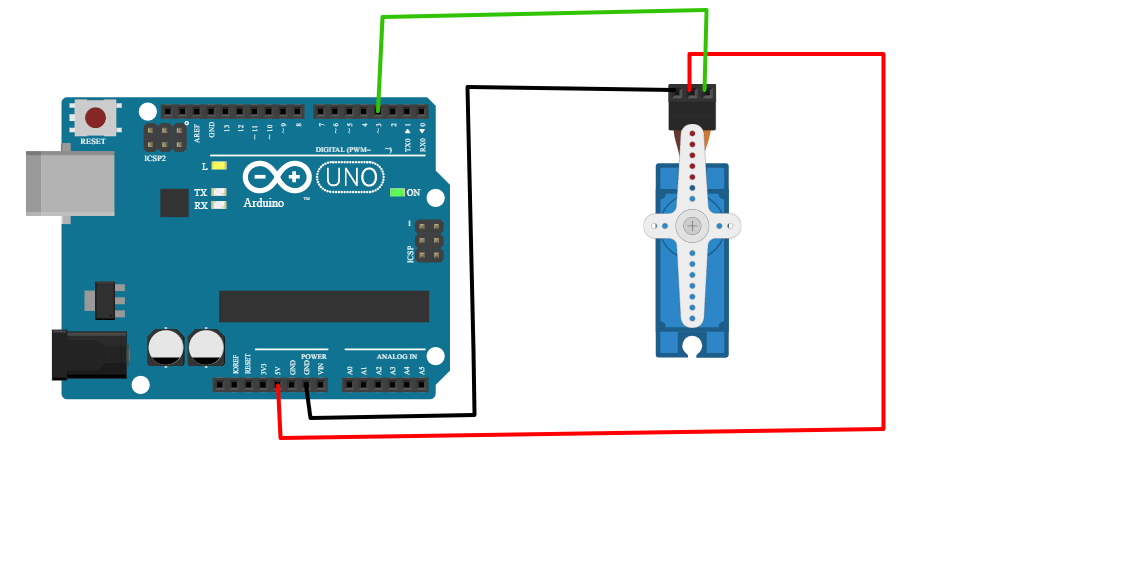 RESET
ICSP2
AREF
GND
13
12
~11
~10
~9
8
7
~6
~5
4
~3
2
TX0 ▶ 1
RX0 ◀ 0
DIGITAL (PWM~ ~)
L
TX
RX
Arduino
™
UNO
ON
1
ICSP
IOREF
RESET
3V3
5V
GND
GND
VIN
POWER
ANALOG IN
A0
A1
A2
A3
A4
A5